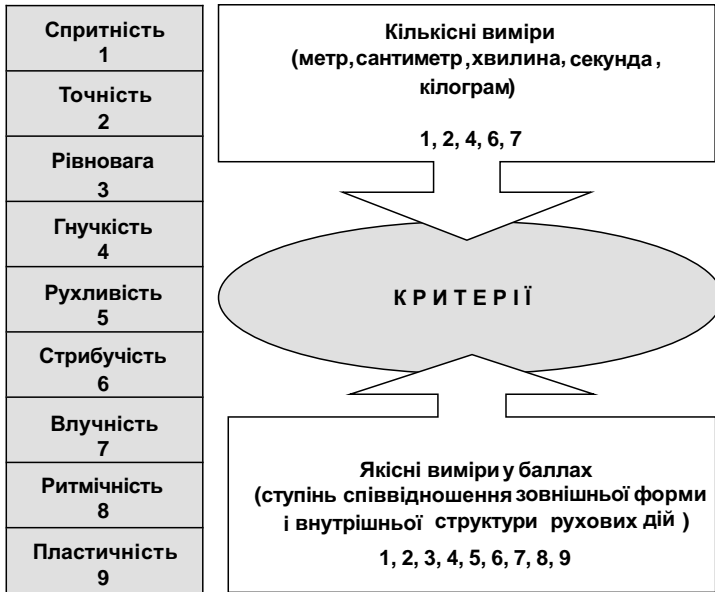 Спритність
1
Точність
2
Рівновага
3
Гнучкість
4
Рухливість
5
Стрибучість
6
Влучність
7
Ритмічність
8
Пластичність
9
Кількісні виміри
(метр, сантиметр, хвилина, секунда,
кілограм)
1, 2, 4, 6, 7
К Р И Т Е Р І Ї
Якісні виміри у баллах
(ступінь співвідношення зовнішньої форми
і внутрішньої структури рухових дій )
1, 2, 3, 4, 5, 6, 7, 8, 9